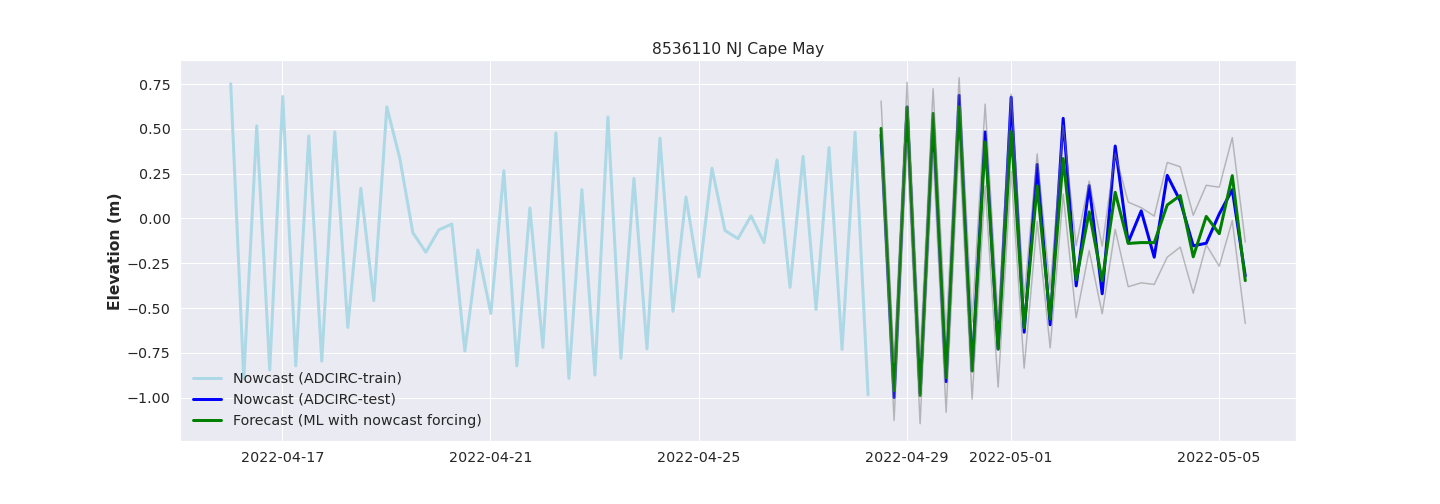 8536110 NJ Cape May
Elevation (m)
0.75
0.50
0.25
0.00
−0.25
−0.50
−0.75
−1.00
Nowcast (ADCIRC-train)
Nowcast (ADCIRC-test)
Forecast (ML with nowcast forcing)
2022-04-17 2022-04-21 2022-04-25 2022-04-29 2022-05-01 2022-05-05